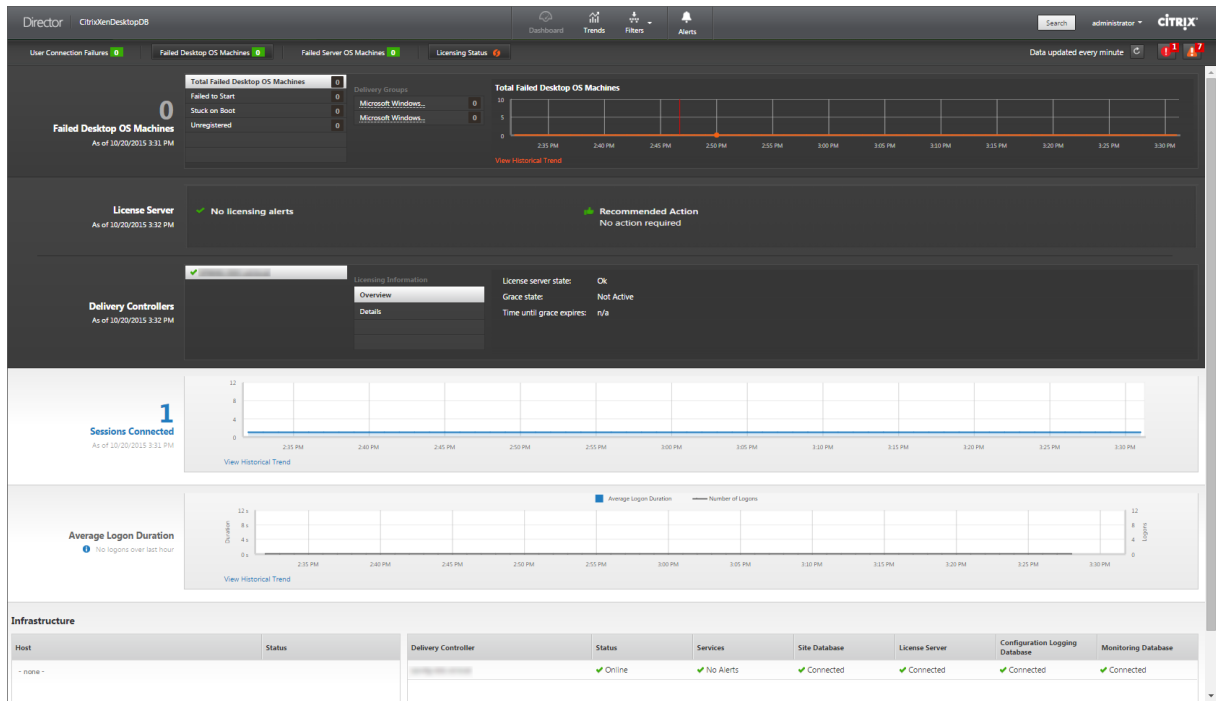 Director CitrixXenDesktopDB
Dashboard Trends Filters Alerts
Search administrator CITRIX
User Connection Failures 0 Failed Desktop OS Machines 0 Failed Server OS Machines 0 Licensing Status
Data updated every minute 1 7
0
Failed Desktop OS Machines
As of 10/20/2015 3:31 PM
Total Failed Desktop OS Machines 0
Failed to Start 0
Stuck on Boot 0
Unregistered 0
Delivery Groups
Microsoft Windows... 0
Microsoft Windows... 0
Total Failed Desktop OS Machines
10
5
0
2:35 PM 2:40 PM 2:45 PM 2:50 PM 2:55 PM 3:00 PM 3:05 PM 3:10 PM 3:15 PM 3:20 PM 3:25 PM 3:30 PM
View Historical Trend
License Server
As of 10/20/2015 3:32 PM
No licensing alerts
Recommended Action
No action required
Delivery Controllers
As of 10/20/2015 3:32 PM
Licensing Information
Overview
Details
License server state: Ok
Grace state: Not Active
Time until grace expires: n/a
1
Sessions Connected
As of 10/20/2015 3:31 PM
12
8
4
0
2:35 PM 2:40 PM 2:45 PM 2:50 PM 2:55 PM 3:00 PM 3:05 PM 3:10 PM 3:15 PM 3:20 PM 3:25 PM 3:30 PM
View Historical Trend
Average Logon Duration
No logons over last hour
Average Logon Duration Number of Logons
Duration
12 s
8 s
4 s
0 s
12
8
4
0
Logons
2:35 PM 2:40 PM 2:45 PM 2:50 PM 2:55 PM 3:00 PM 3:05 PM 3:10 PM 3:15 PM 3:20 PM 3:25 PM 3:30 PM
View Historical Trend
Infrastructure
Host Status
- none -
Delivery Controller Status Services Site Database License Server Configuration Logging Database Monitoring Database
Online No Alerts Connected Connected Connected Connected